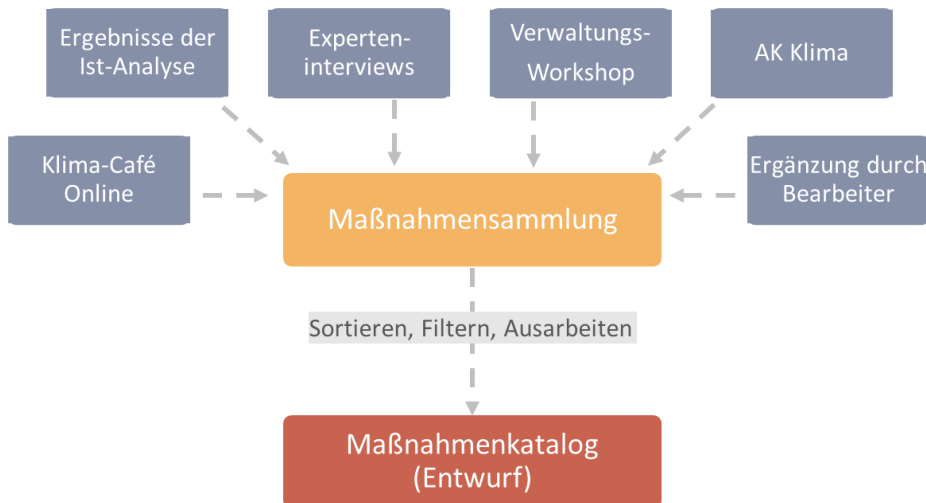 Ergebnisse der
Ist-Analyse
Experten-
interviews
Verwaltungs-
Workshop
AK Klima
Klima-Café
Online
Ergänzung durch
Bearbeiter
Maßnahmensammlung
Sortieren, Filtern, Ausarbeiten
Maßnahmenkatalog
(Entwurf)